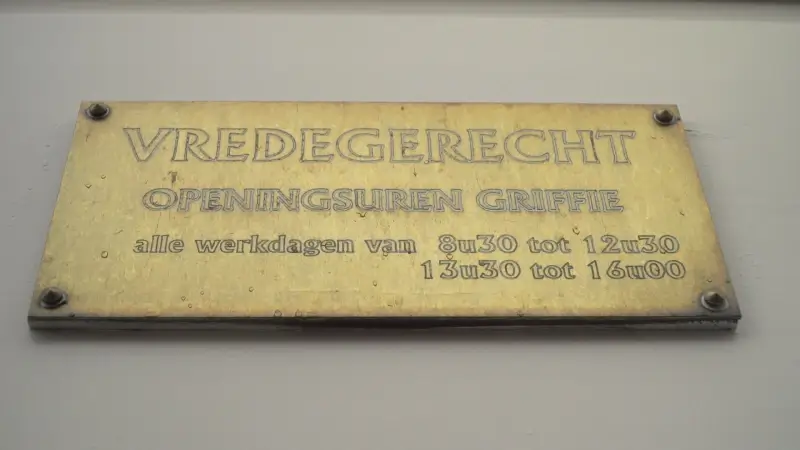 VREDEGERECHT
OPENINGSUREN GRIFFIE
alle werkdagen van 8u30 tot 12u30
13u30 tot 16u00